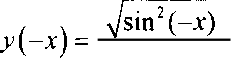 y(-x) = √sin²(-x)